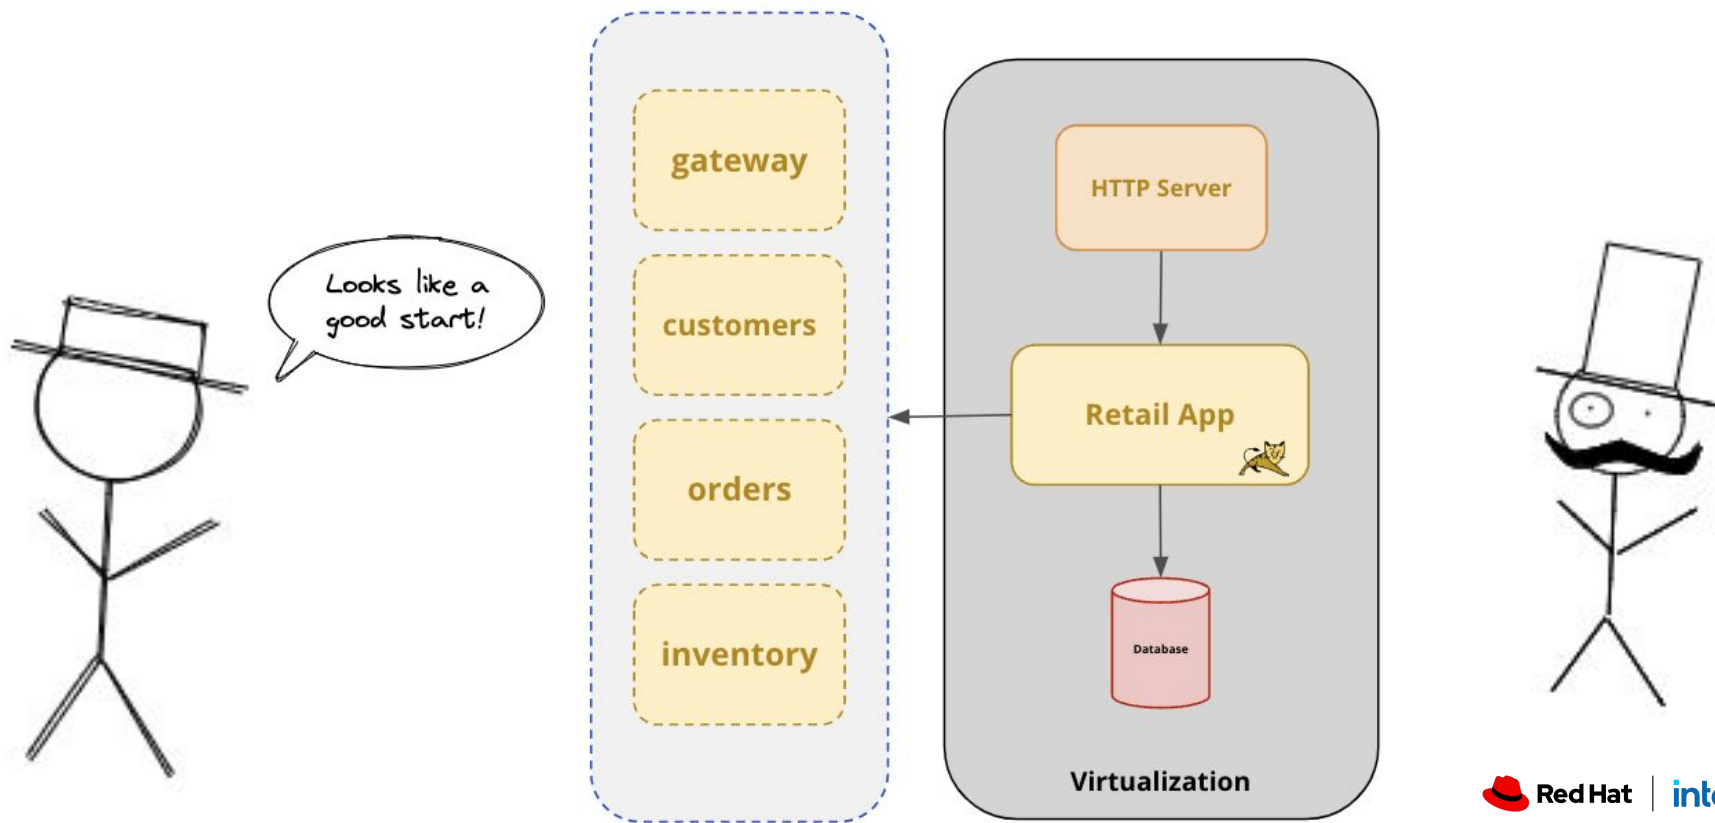 Looks like a
good start!
gateway
customers
orders
inventory
HTTP Server
Retail App
Database
Virtualization
Red Hat